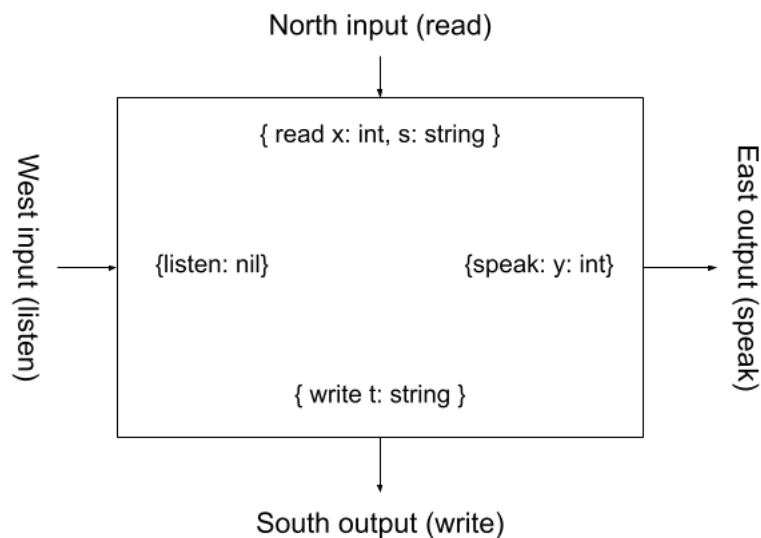 North input (read)
{ read x: int, s: string }
West input (listen)
{listen: nil}
{speak: y: int}
East output (speak)
{ write t: string }
South output (write)